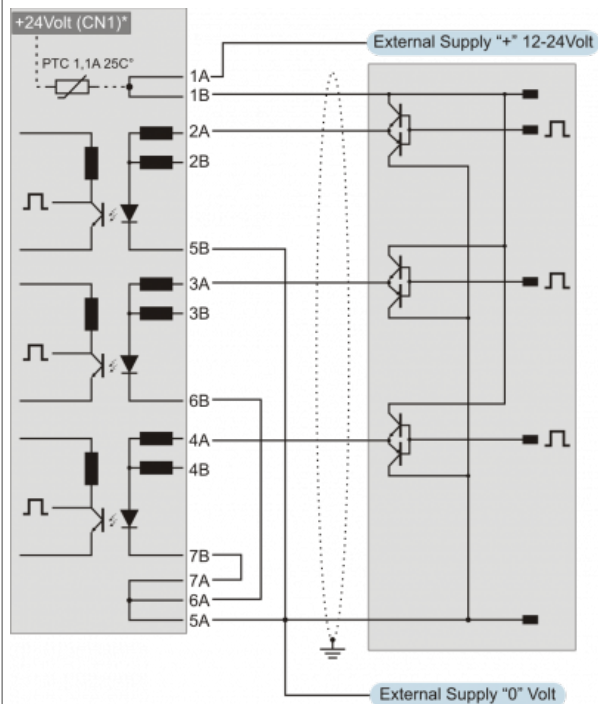 +24Volt (CN1)*
External Supply “+” 12-24Volt
PTC 1,1A 25C°
1A
1B
2A
2B
5B
3A
3B
6B
4A
4B
7B
7A
6A
5A
External Supply “0” Volt